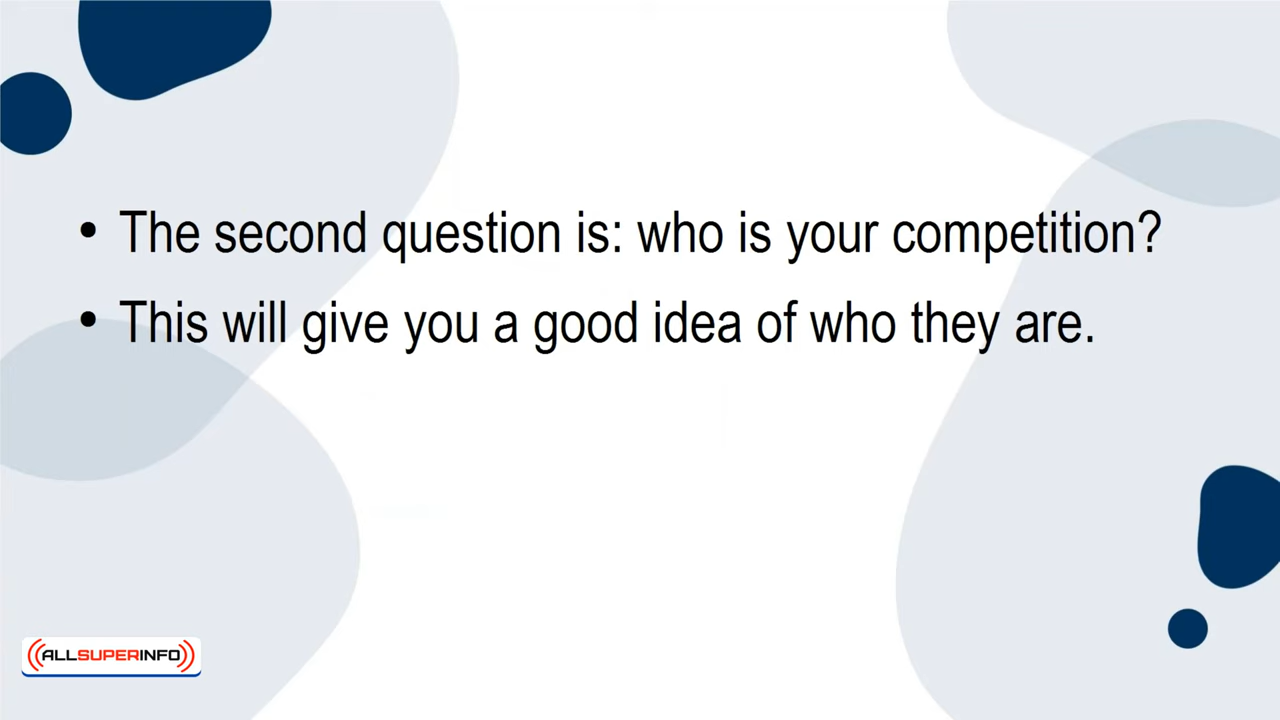 • The second question is: who is your competition?
• This will give you a good idea of who they are.
ALLSUPERINFO